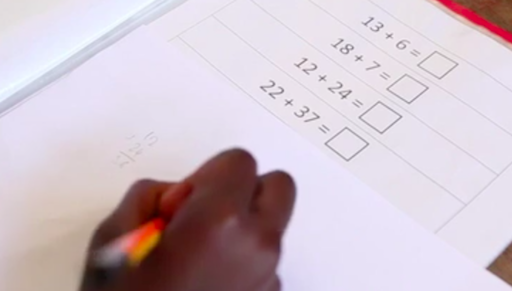 13 + 6 = 
18 + 7 = 
12 + 24 = 
22 + 37 =